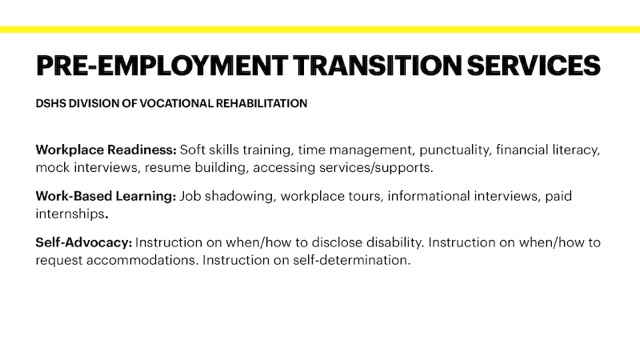 PRE-EMPLOYMENT TRANSITION SERVICES
DSHS DIVISION OF VOCATIONAL REHABILITATION
Workplace Readiness: Soft skills training, time management, punctuality, financial literacy,
mock interviews, resume building, accessing services/supports.
Work-Based Learning: Job shadowing, workplace tours, informational interviews, paid
internships.
Self-Advocacy: Instruction on when/how to disclose disability. Instruction on when/how to
request accommodations. Instruction on self-determination.